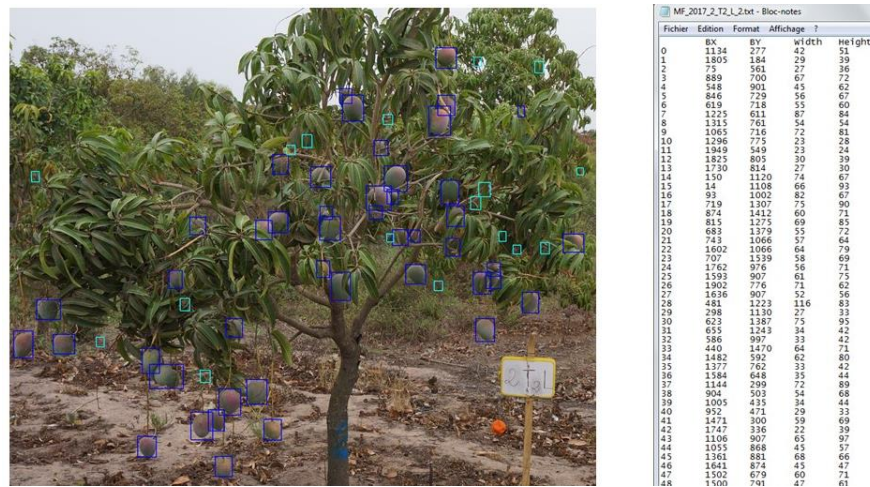 2 T L
2
MF_2017_2_T2_L_2.txt - Bloc-notes
Fichier Edition Format Affichage ?
BX BY Width Height
0 1134 277 42 51
1 1805 184 29 39
2 75 561 27 36
3 889 700 67 72
4 548 901 45 62
5 846 729 56 67
6 619 718 55 60
7 1225 611 87 84
8 1315 761 54 54
9 1065 716 72 81
10 1296 775 23 28
11 1949 549 23 24
12 1825 805 30 39
13 1730 814 27 30
14 150 1120 74 67
15 14 1108 66 93
16 93 1002 82 67
17 719 1307 75 90
18 874 1412 60 71
19 815 1275 69 85
20 683 1379 55 72
21 743 1066 57 64
22 1602 1066 64 79
23 707 1539 58 69
24 1762 976 56 71
25 1593 907 61 75
26 1902 776 71 62
27 1636 907 52 56
28 481 1223 116 83
29 298 1130 27 33
30 623 1387 75 95
31 655 1243 34 42
32 586 997 33 42
33 440 1470 64 71
34 1482 592 62 80
35 1377 762 33 42
36 1584 648 35 44
37 1144 299 72 89
38 904 503 54 68
39 1005 435 34 44
40 952 471 29 33
41 1471 300 59 69
42 1747 336 22 39
43 1106 907 65 97
44 1055 868 45 57
45 1361 881 68 66
46 1641 874 45 47
47 1502 679 60 71
48 1500 791 47 61